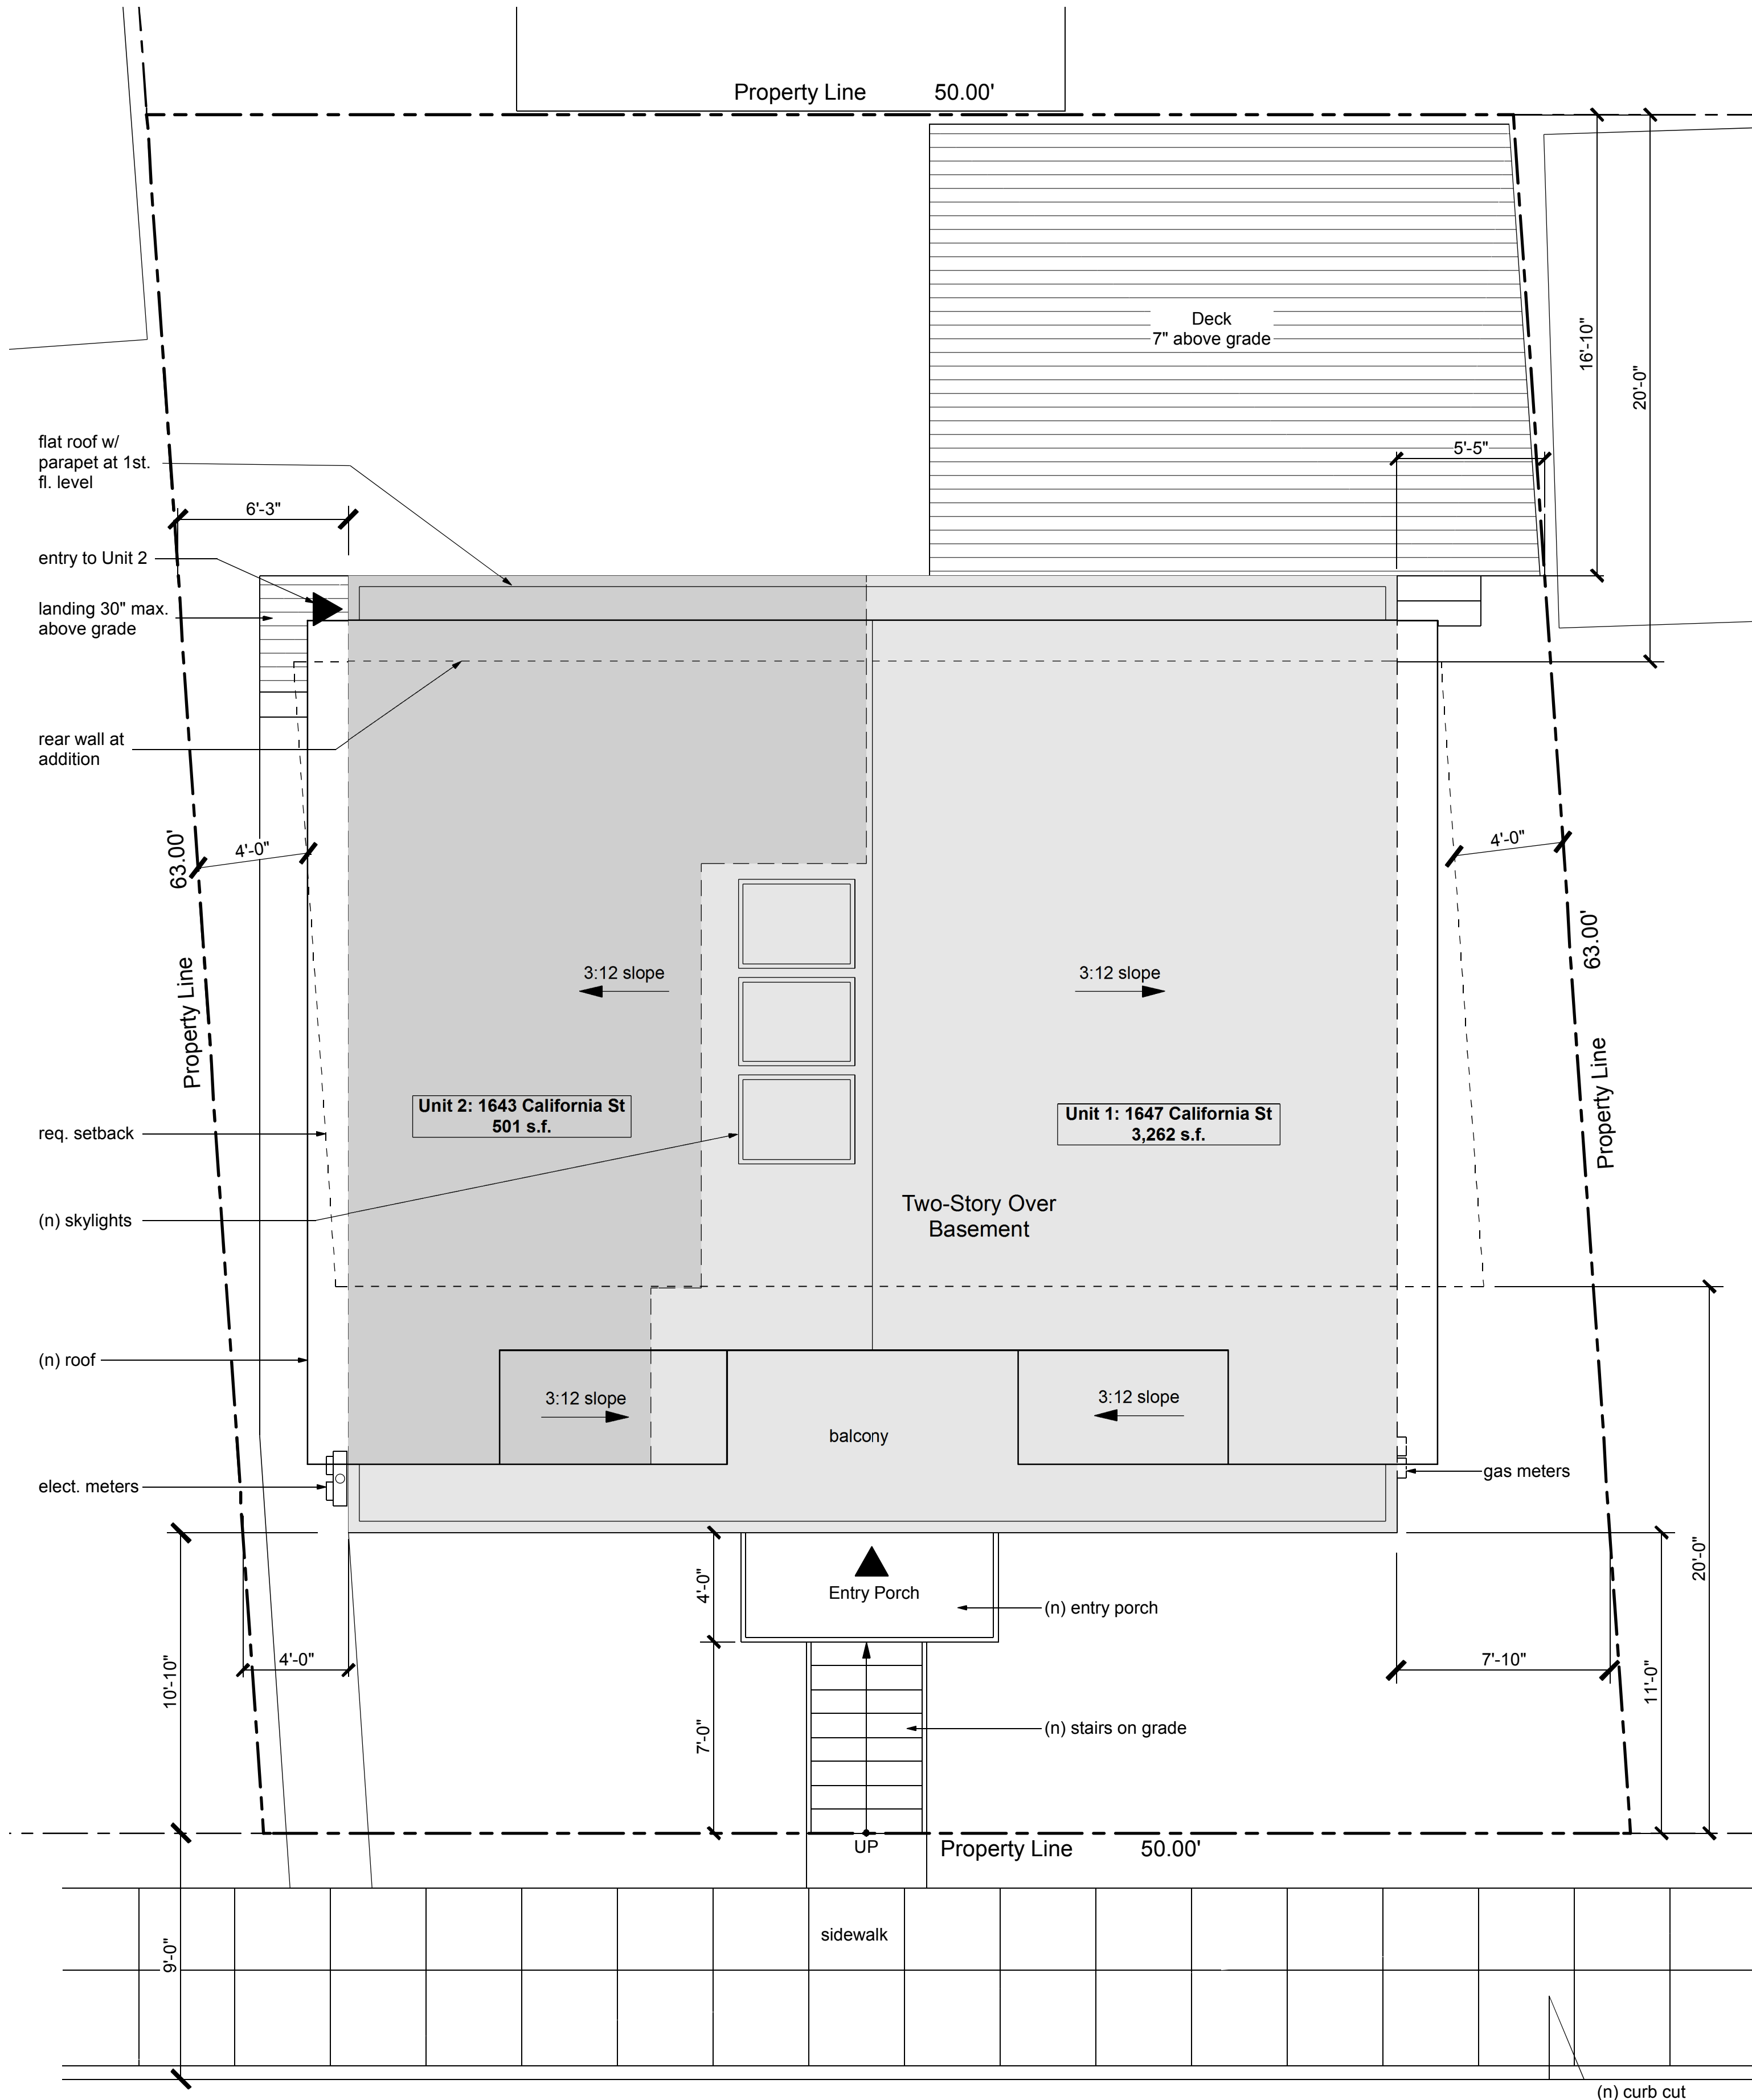 Property Line 50.00'
Deck
7" above grade
16'-10"
20'-0"
5'-5"
flat roof w/
parapet at 1st.
fl. level
6'-3"
entry to Unit 2
landing 30" max.
above grade
rear wall at
addition
63.00'
4'-0"
4'-0"
63.00'
Property Line
3:12 slope
3:12 slope
Property Line
Unit 2: 1643 California St
501 s.f.
Unit 1: 1647 California St
3,262 s.f.
req. setback
(n) skylights
Two-Story Over
Basement
(n) roof
3:12 slope
3:12 slope
balcony
elect. meters
gas meters
4'-0"
Entry Porch
(n) entry porch
20'-0"
10'-10"
4'-0"
7'-10"
11'-0"
7'-0"
(n) stairs on grade
UP
Property Line 50.00'
sidewalk
9'-0"
(n) curb cut